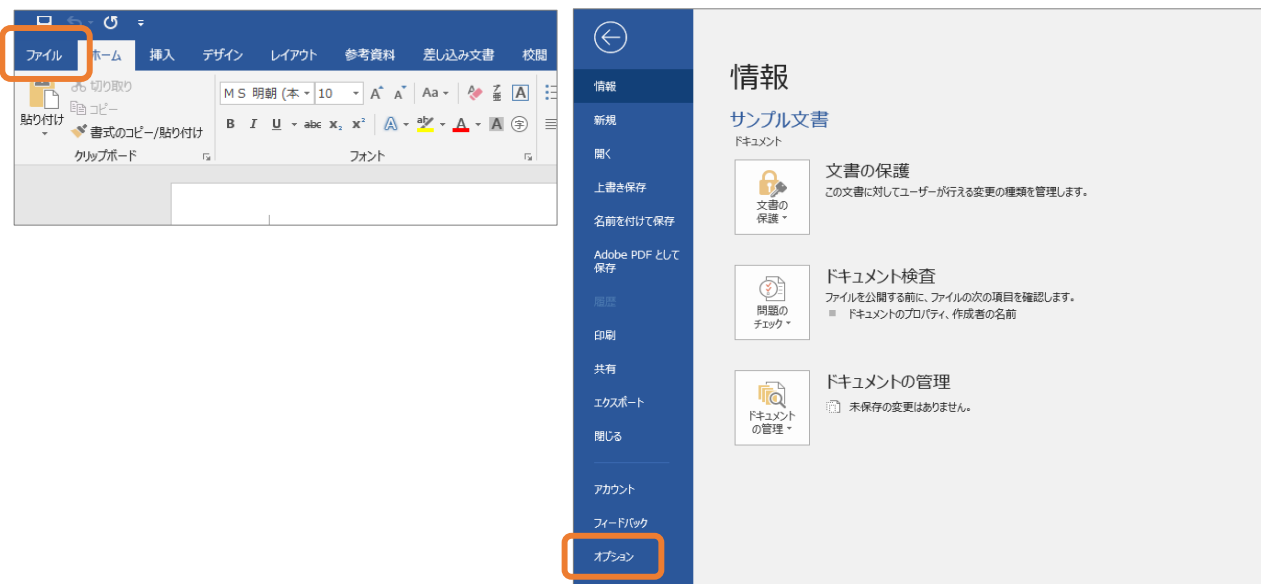 ファイル ホーム 挿入 デザイン レイアウト 参考資料 差し込み文書 校閲
切り取り
コピー
貼り付け
書式のコピー/貼り付け
クリップボード
ＭＳ 明朝 (本 10
Aa
B I U abc x₂ x² A aby A A 字
フォント
情報
新規
開く
上書き保存
名前を付けて保存
Adobe PDF として
保存
履歴
印刷
共有
エクスポート
閉じる
アカウント
フィードバック
オプション
情報
サンプル文書
ドキュメント
文書の
保護
文書の保護
この文書に対してユーザーが行える変更の種類を管理します。
問題の
チェック
ドキュメント検査
ファイルを公開する前に、ファイルの次の項目を確認します。
ドキュメントのプロパティ、作成者の名前
ドキュメント
の管理
ドキュメントの管理
未保存の変更はありません。